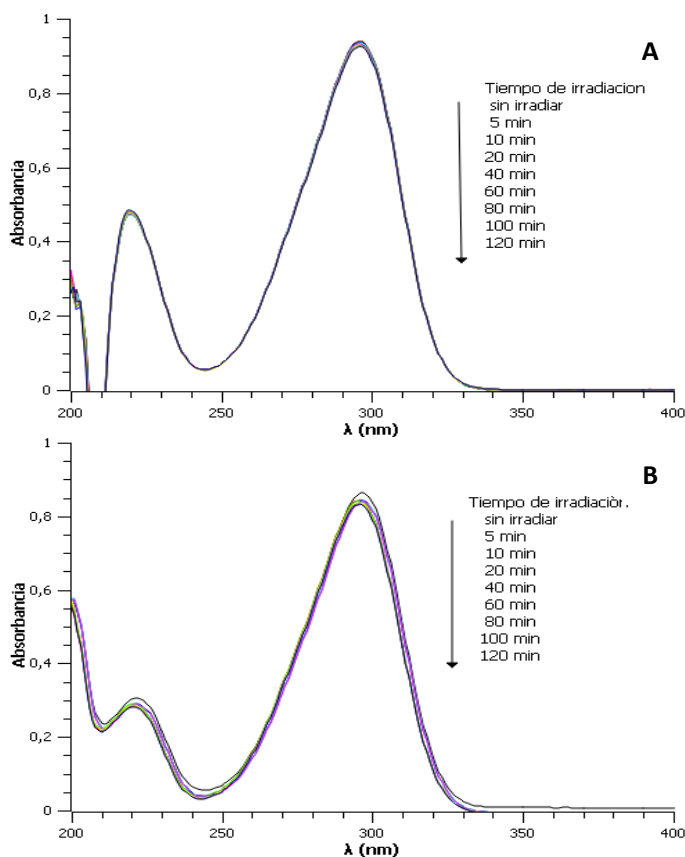 A
Absorbancia
1
0,8
0,6
0,4
0,2
0
200
250
300
350
400
λ (nm)
Tiempo de irradiacion
sin irradiar
5 min
10 min
20 min
40 min
60 min
80 min
100 min
120 min
B
Absorbancia
1
0,8
0,6
0,4
0,2
0
200
250
300
350
400
λ (nm)
Tiempo de irradiaciòr.
sin irradiar
5 min
10 min
20 min
40 min
60 min
80 min
100 min
120 min